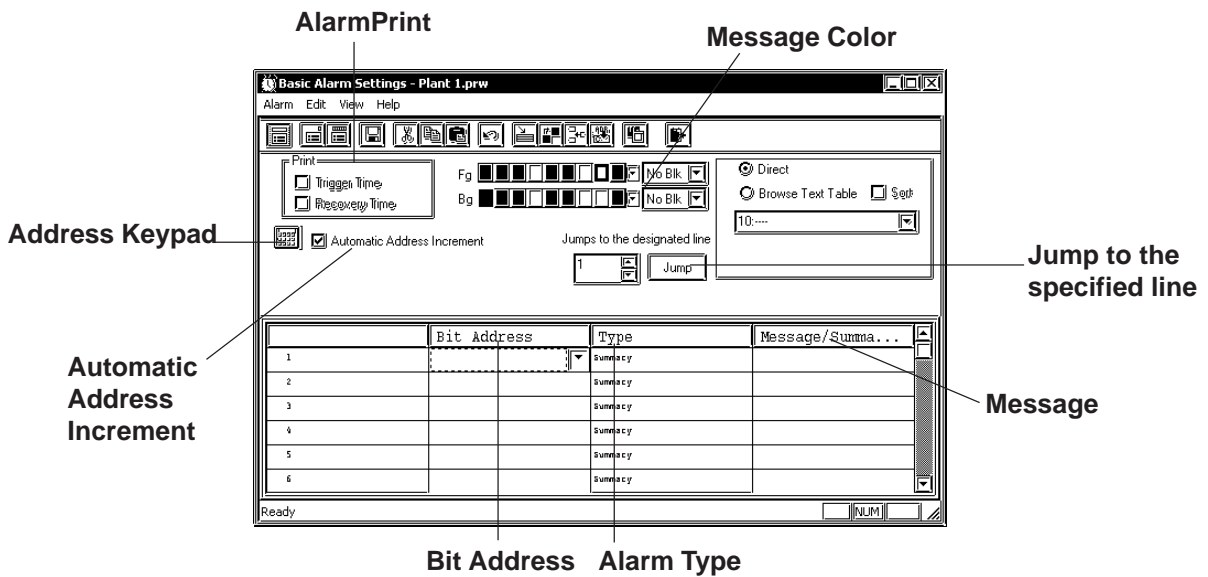 AlarmPrint
Message Color
Basic Alarm Settings - Plant 1.prw
Alarm Edit View Help
Print
Trigger Time
Recovery Time
Fg
No Blk
Bg
No Blk
Direct
Browse Text Table
Sort
10:----
Address Keypad
Automatic Address Increment
Jumps to the designated line
1
Jump
Jump to the
specified line
Bit Address Type Message/Summa...
1 Summary
2 Summary
3 Summary
4 Summary
5 Summary
6 Summary
Automatic
Address
Increment
Message
Ready
NUM
Bit Address Alarm Type